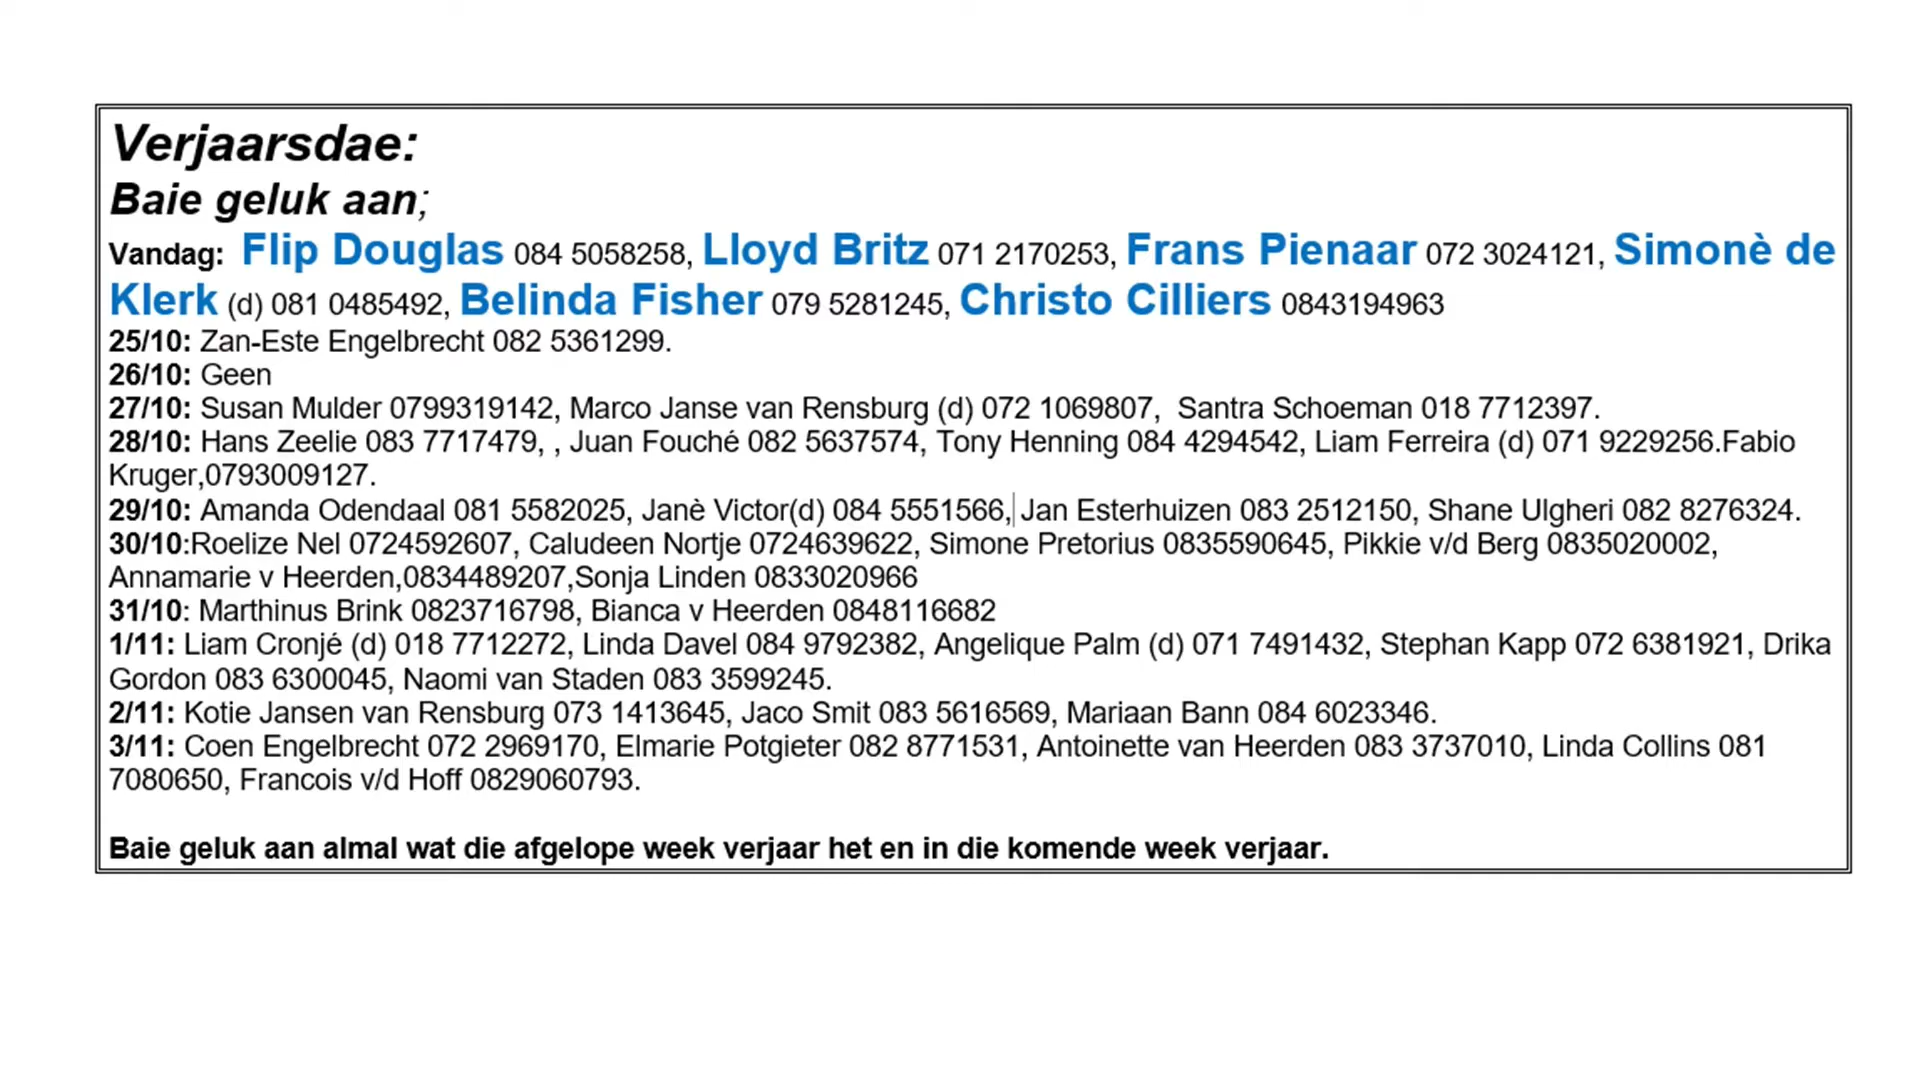 Verjaarsdae:
Baie geluk aan;
Vandag: Flip Douglas 084 5058258, Lloyd Britz 071 2170253, Frans Pienaar 072 3024121, Simonè de
Klerk (d) 081 0485492, Belinda Fisher 079 5281245, Christo Cilliers 0843194963
25/10: Zan-Este Engelbrecht 082 5361299.
26/10: Geen
27/10: Susan Mulder 0799319142, Marco Janse van Rensburg (d) 072 1069807,  Santra Schoeman 018 7712397.
28/10: Hans Zeelie 083 7717479, , Juan Fouché 082 5637574, Tony Henning 084 4294542, Liam Ferreira (d) 071 9229256.Fabio
Kruger,0793009127.
29/10: Amanda Odendaal 081 5582025, Janè Victor(d) 084 5551566, Jan Esterhuizen 083 2512150, Shane Ulgheri 082 8276324.
30/10:Roelize Nel 0724592607, Caludeen Nortje 0724639622, Simone Pretorius 0835590645, Pikkie v/d Berg 0835020002,
Annamarie v Heerden,0834489207,Sonja Linden 0833020966
31/10: Marthinus Brink 0823716798, Bianca v Heerden 0848116682
1/11: Liam Cronjé (d) 018 7712272, Linda Davel 084 9792382, Angelique Palm (d) 071 7491432, Stephan Kapp 072 6381921, Drika
Gordon 083 6300045, Naomi van Staden 083 3599245.
2/11: Kotie Jansen van Rensburg 073 1413645, Jaco Smit 083 5616569, Mariaan Bann 084 6023346.
3/11: Coen Engelbrecht 072 2969170, Elmarie Potgieter 082 8771531, Antoinette van Heerden 083 3737010, Linda Collins 081
7080650, Francois v/d Hoff 0829060793.
Baie geluk aan almal wat die afgelope week verjaar het en in die komende week verjaar.